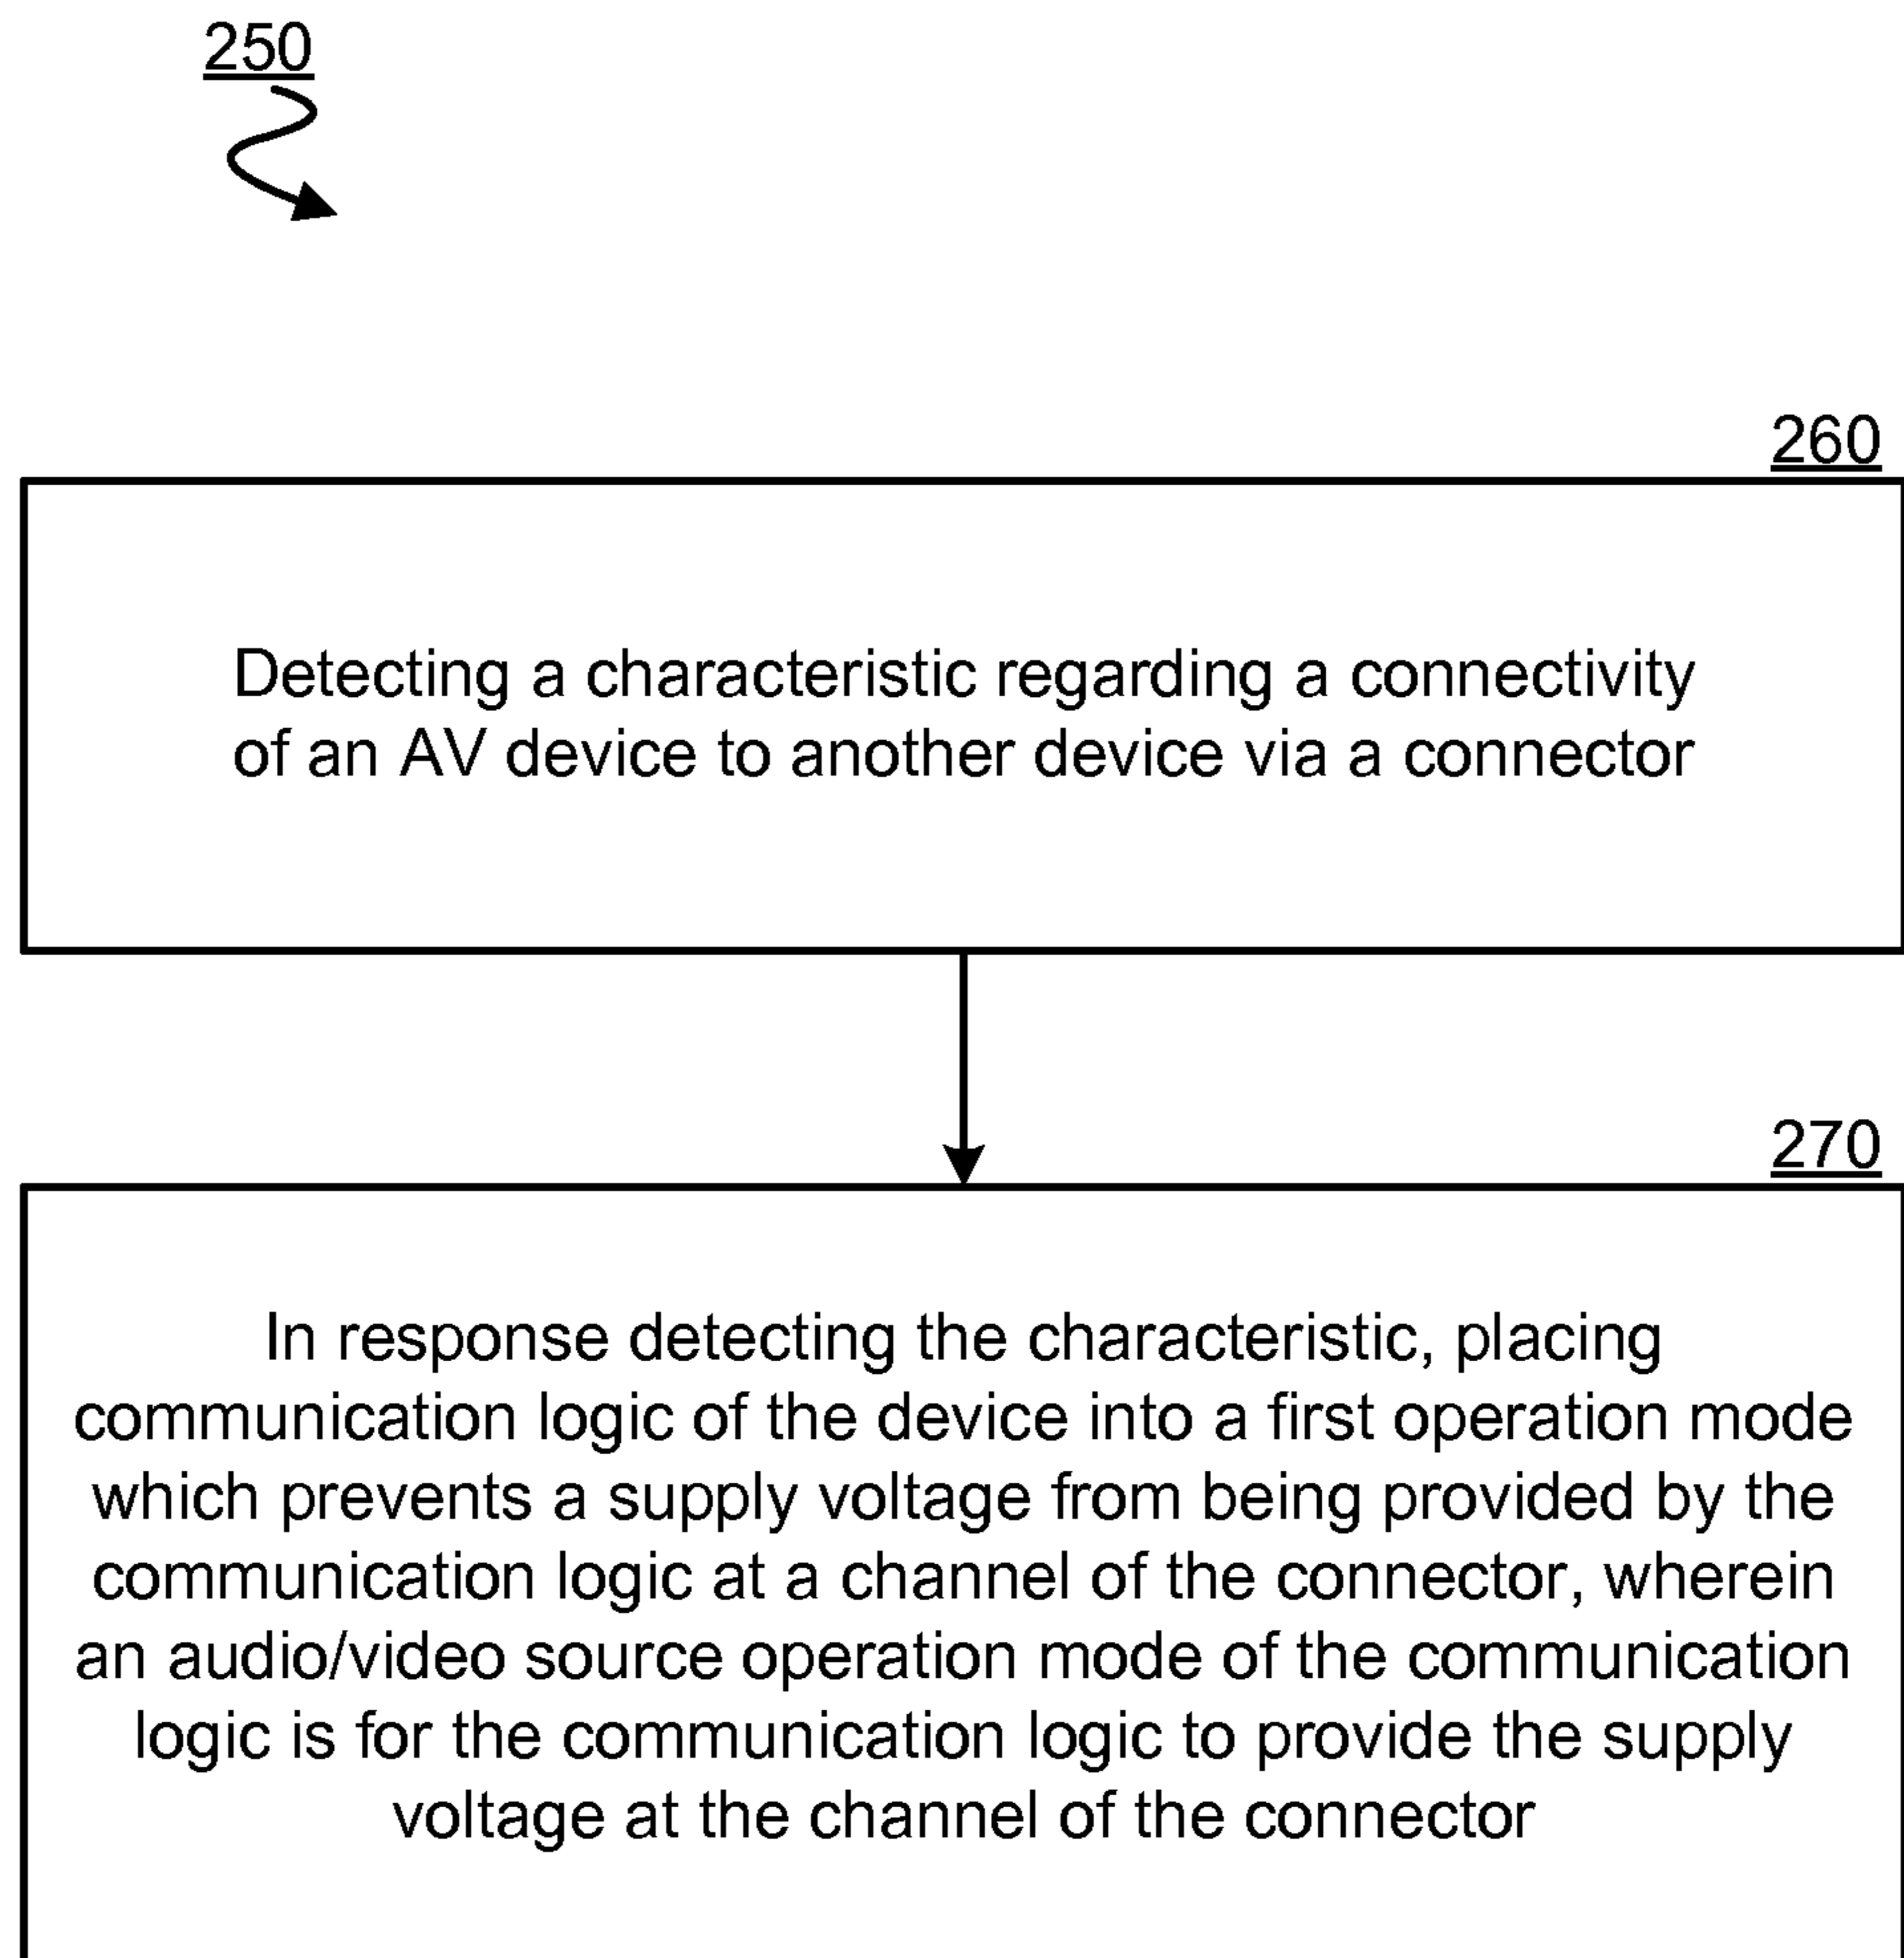 250
260
Detecting a characteristic regarding a connectivity
of an AV device to another device via a connector
270
In response detecting the characteristic, placing
communication logic of the device into a first operation mode
which prevents a supply voltage from being provided by the
communication logic at a channel of the connector, wherein
an audio/video source operation mode of the communication
logic is for the communication logic to provide the supply
voltage at the channel of the connector